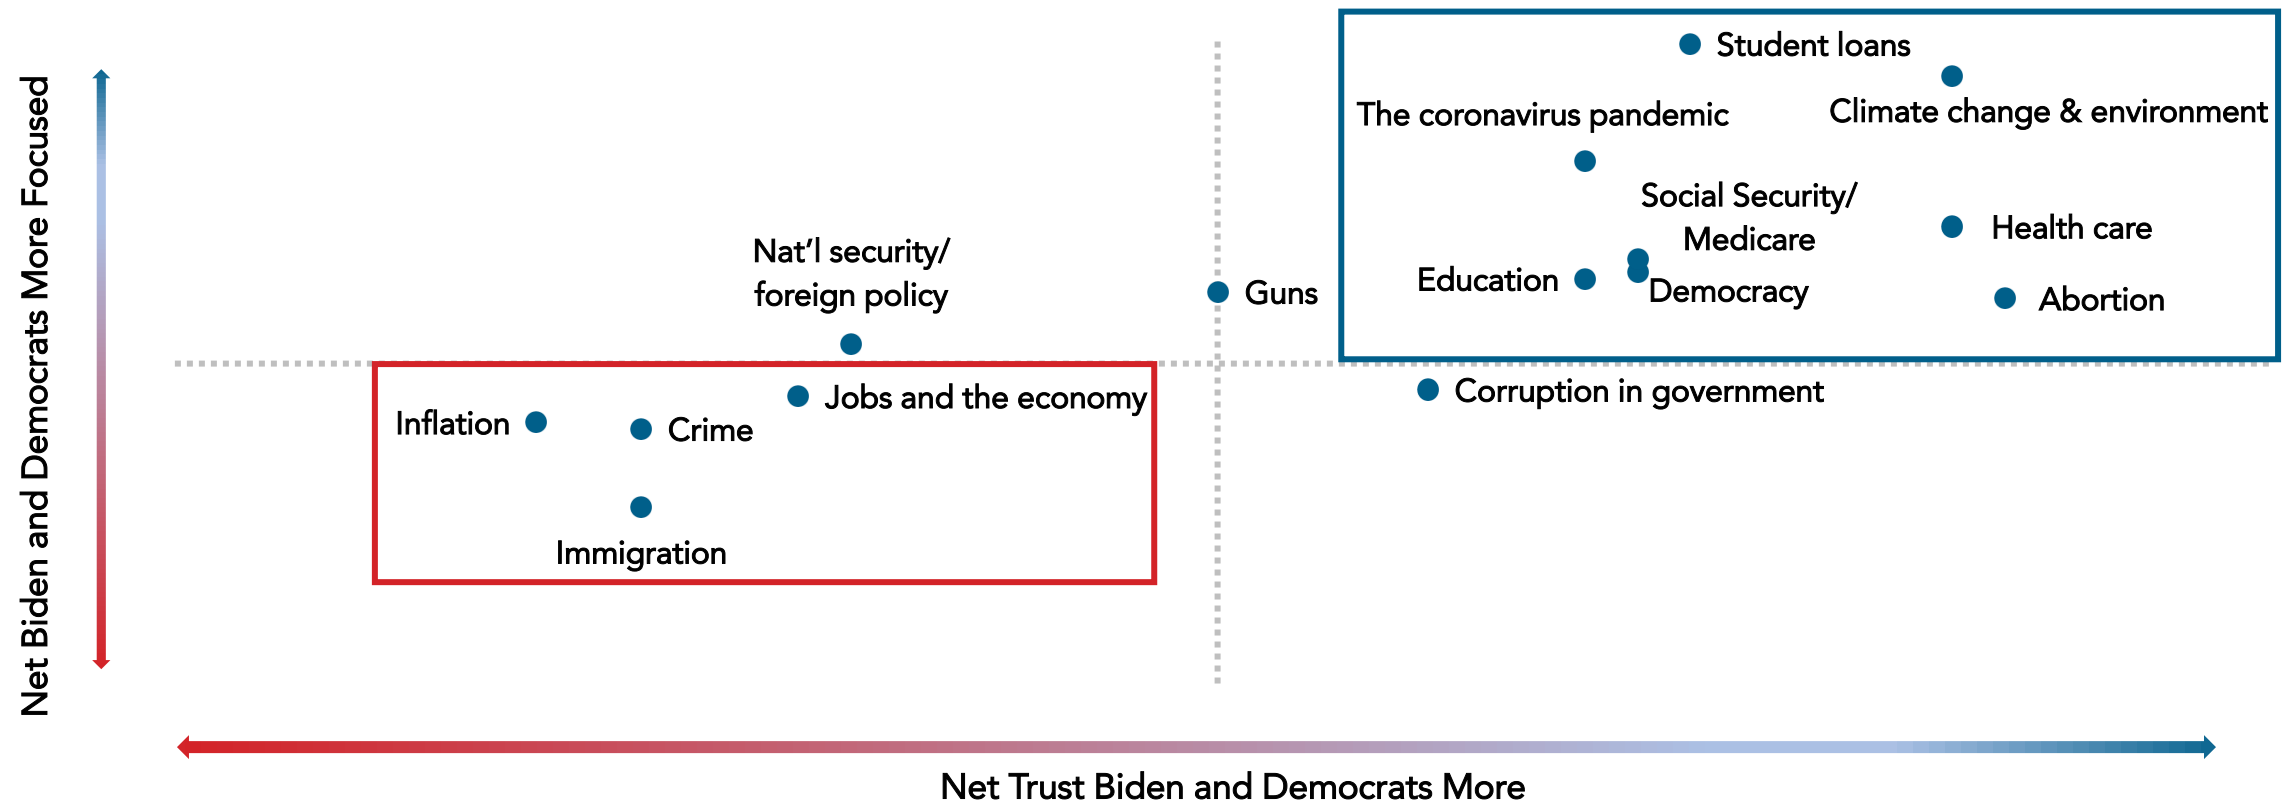 Net Biden and Democrats More Focused
Student loans
Climate change & environment
The coronavirus pandemic
Social Security/
Medicare
Health care
Nat’l security/
foreign policy
Education
Guns
Democracy
Abortion
Jobs and the economy
Corruption in government
Inflation
Crime
Immigration
Net Trust Biden and Democrats More